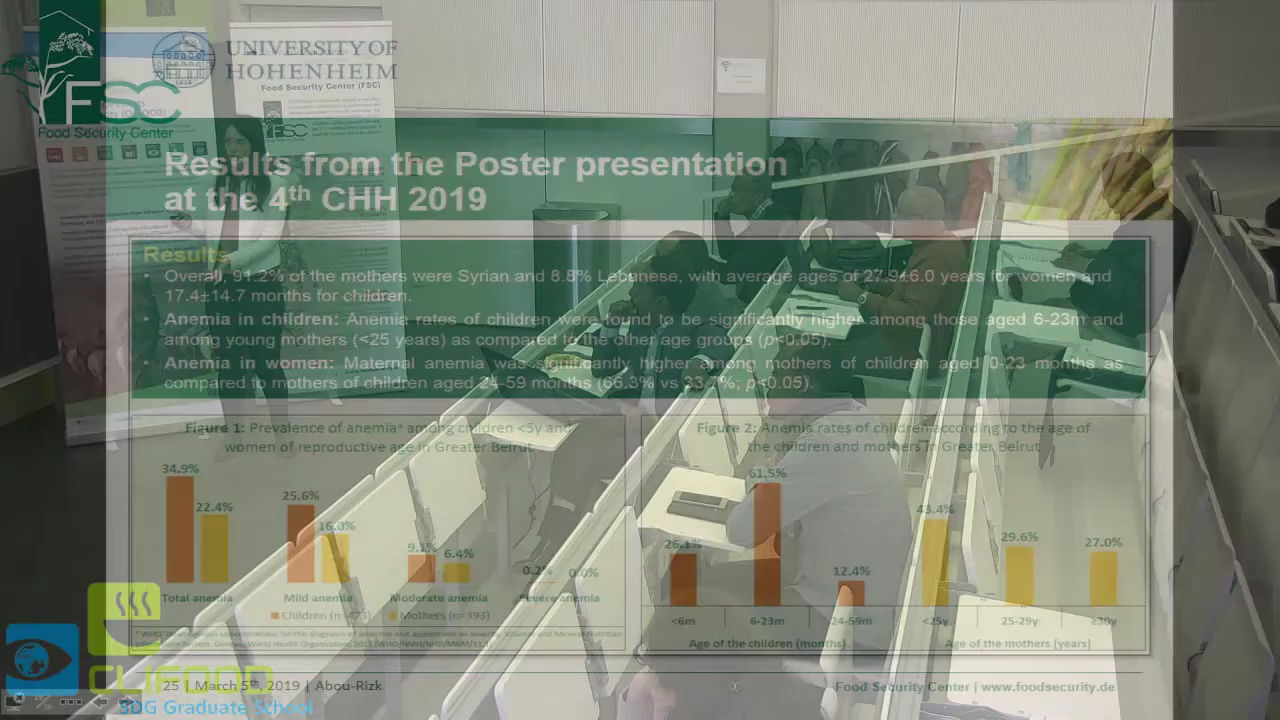 UNIVERSITY OF
HOHENHEIM
Food Security Center (FSC)
FSC
FSC
Food Security Center
Results from the Poster presentation
at the 4th CHH 2019
Results
• Overall, 91.2% of the mothers were Syrian and 8.8% Lebanese, with average ages of 27.9±6.0 years for women and
17.4±14.7 months for children.
• Anemia in children: Anemia rates of children were found to be significantly higher among those aged 6-23m and
among young mothers (<25 years) as compared to the other age groups (p<0.05).
• Anemia in women: Maternal anemia was significantly higher among mothers of children aged 0-23 months as
compared to mothers of children aged 24-59 months (66.3% vs 33.7%; p<0.05).
Figure 1: Prevalence of anemiaᵃ among children <5y and
women of reproductive age in Greater Beirut
34.9%
22.4%
25.6%
16.0%
9.1%
6.4%
0.2%
0.0%
Total anemia
Mild anemia
Moderate anemia
Severe anemia
Children (n=473)
Mothers (n=393)
Figure 2: Anemia rates of children according to the age of
the children and mothers in Greater Beirut
26.1%
61.5%
12.4%
43.4%
29.6%
27.0%
<6m
6-23m
24-59m
<25y
25-29y
≥30y
Age of the children (months)
Age of the mothers (years)
CLIFOOD
SDG Graduate School
25 | March 5th, 2019 | Abou-Rizk
Food Security Center | www.foodsecurity.de